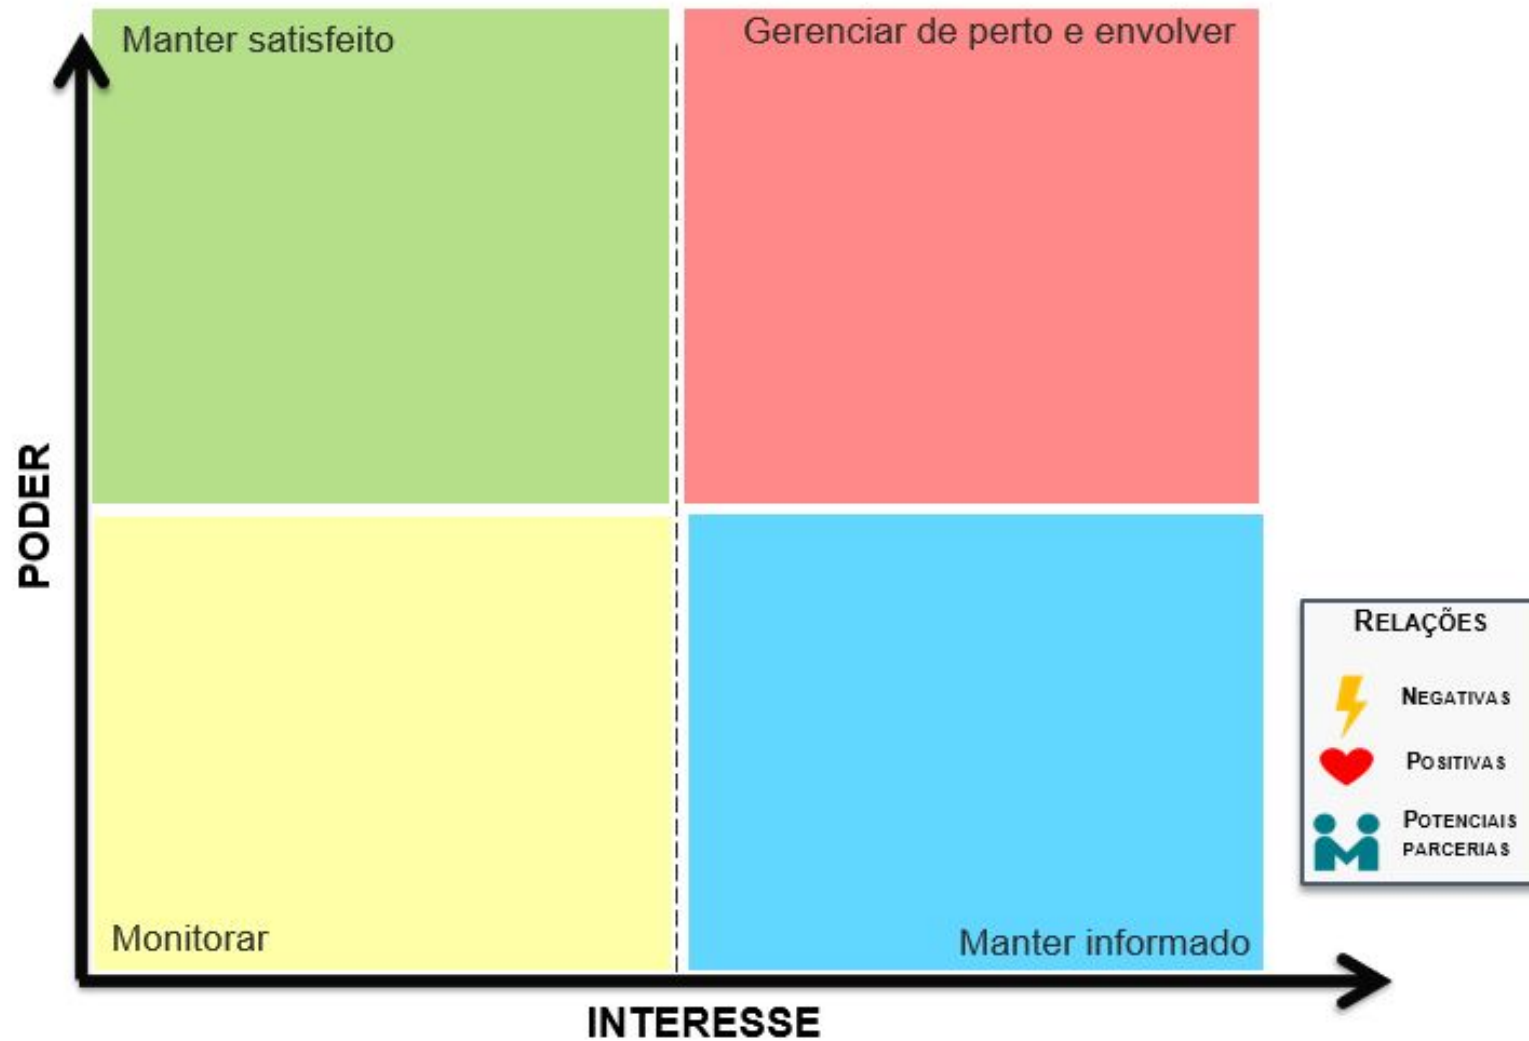 Manter satisfeito
Gerenciar de perto e envolver
PODER
RELAÇÕES
NEGATIVAS
POSITIVAS
POTENCIAIS
PARCERIAS
Monitorar
Manter informado
INTERESSE